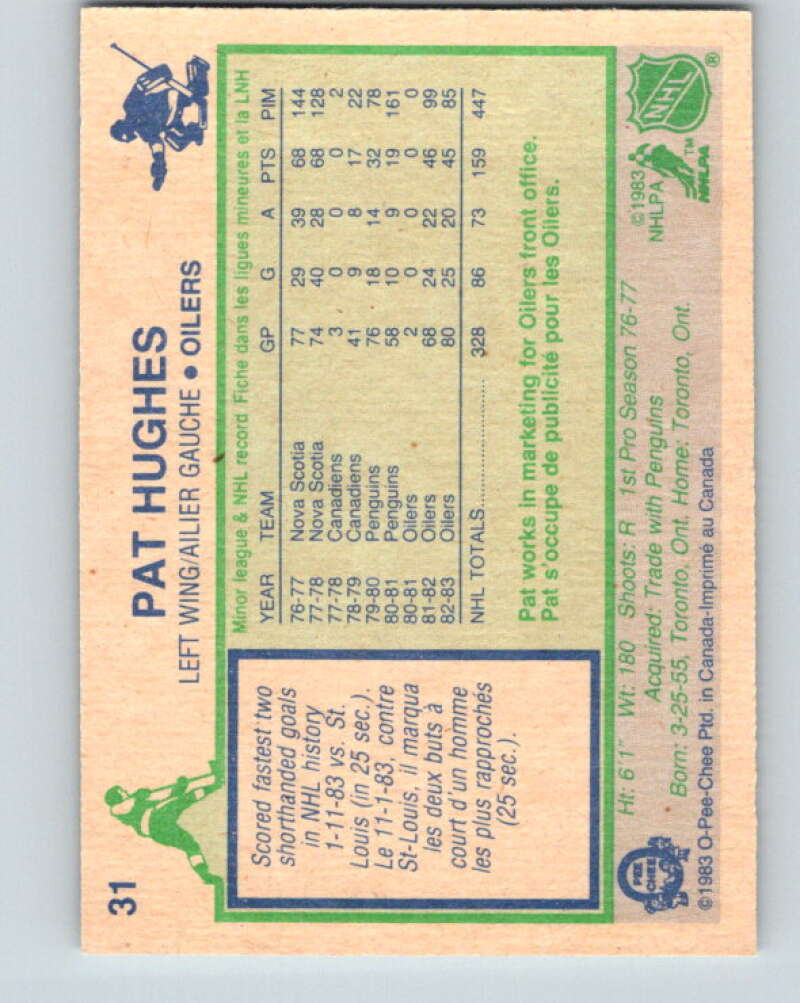 31
PAT HUGHES
LEFT WING/AILIER GAUCHE • OILERS
Scored fastest two
shorthanded goals
in NHL history
1-11-83 vs. St.
Louis (in 25 sec.).
Le 11-1-83, contre
St-Louis, il marqua
les deux buts à
court d'un homme
les plus rapprochés
(25 sec.).
Minor league & NHL record Fiche dans les ligues mineures et la LNH
YEAR TEAM GP G A PTS PIM
76-77 Nova Scotia 77 29 39 68 144
77-78 Nova Scotia 74 40 28 68 128
77-78 Canadiens 3 0 0 0 2
78-79 Canadiens 41 9 8 17 22
79-80 Penguins 76 18 14 32 78
80-81 Penguins 58 10 9 19 161
80-81 Oilers 2 0 0 0 0
81-82 Oilers 68 24 22 46 99
82-83 Oilers 80 25 20 45 85
NHL TOTALS.................... 328 86 73 159 447
Pat works in marketing for Oilers front office.
Pat s'occupe de publicité pour les Oilers.
Ht: 6'1" Wt: 180 Shoots: R 1st Pro Season 76-77
Acquired: Trade with Penguins
Born: 3-25-55, Toronto, Ont. Home: Toronto, Ont.
©1983 O-Pee-Chee Ptd. in Canada-Imprimé au Canada
O PEE CHEE
©1983
NHLPA
NHLPA
TM
NHL
®